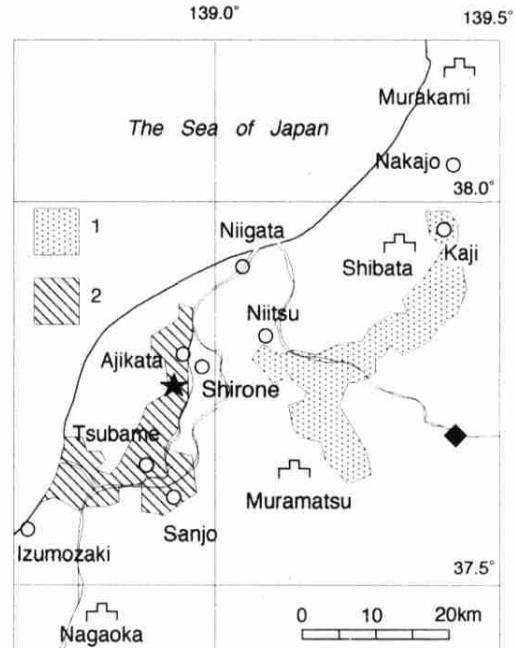 139.0°
139.5°
Murakami
The Sea of Japan
Nakajo
38.0°
1
Niigata
Kaji
Shibata
2
Niitsu
Ajikata
Shirone
Tsubame
Muramatsu
Sanjo
Izumozaki
37.5°
0 10 20km
Nagaoka